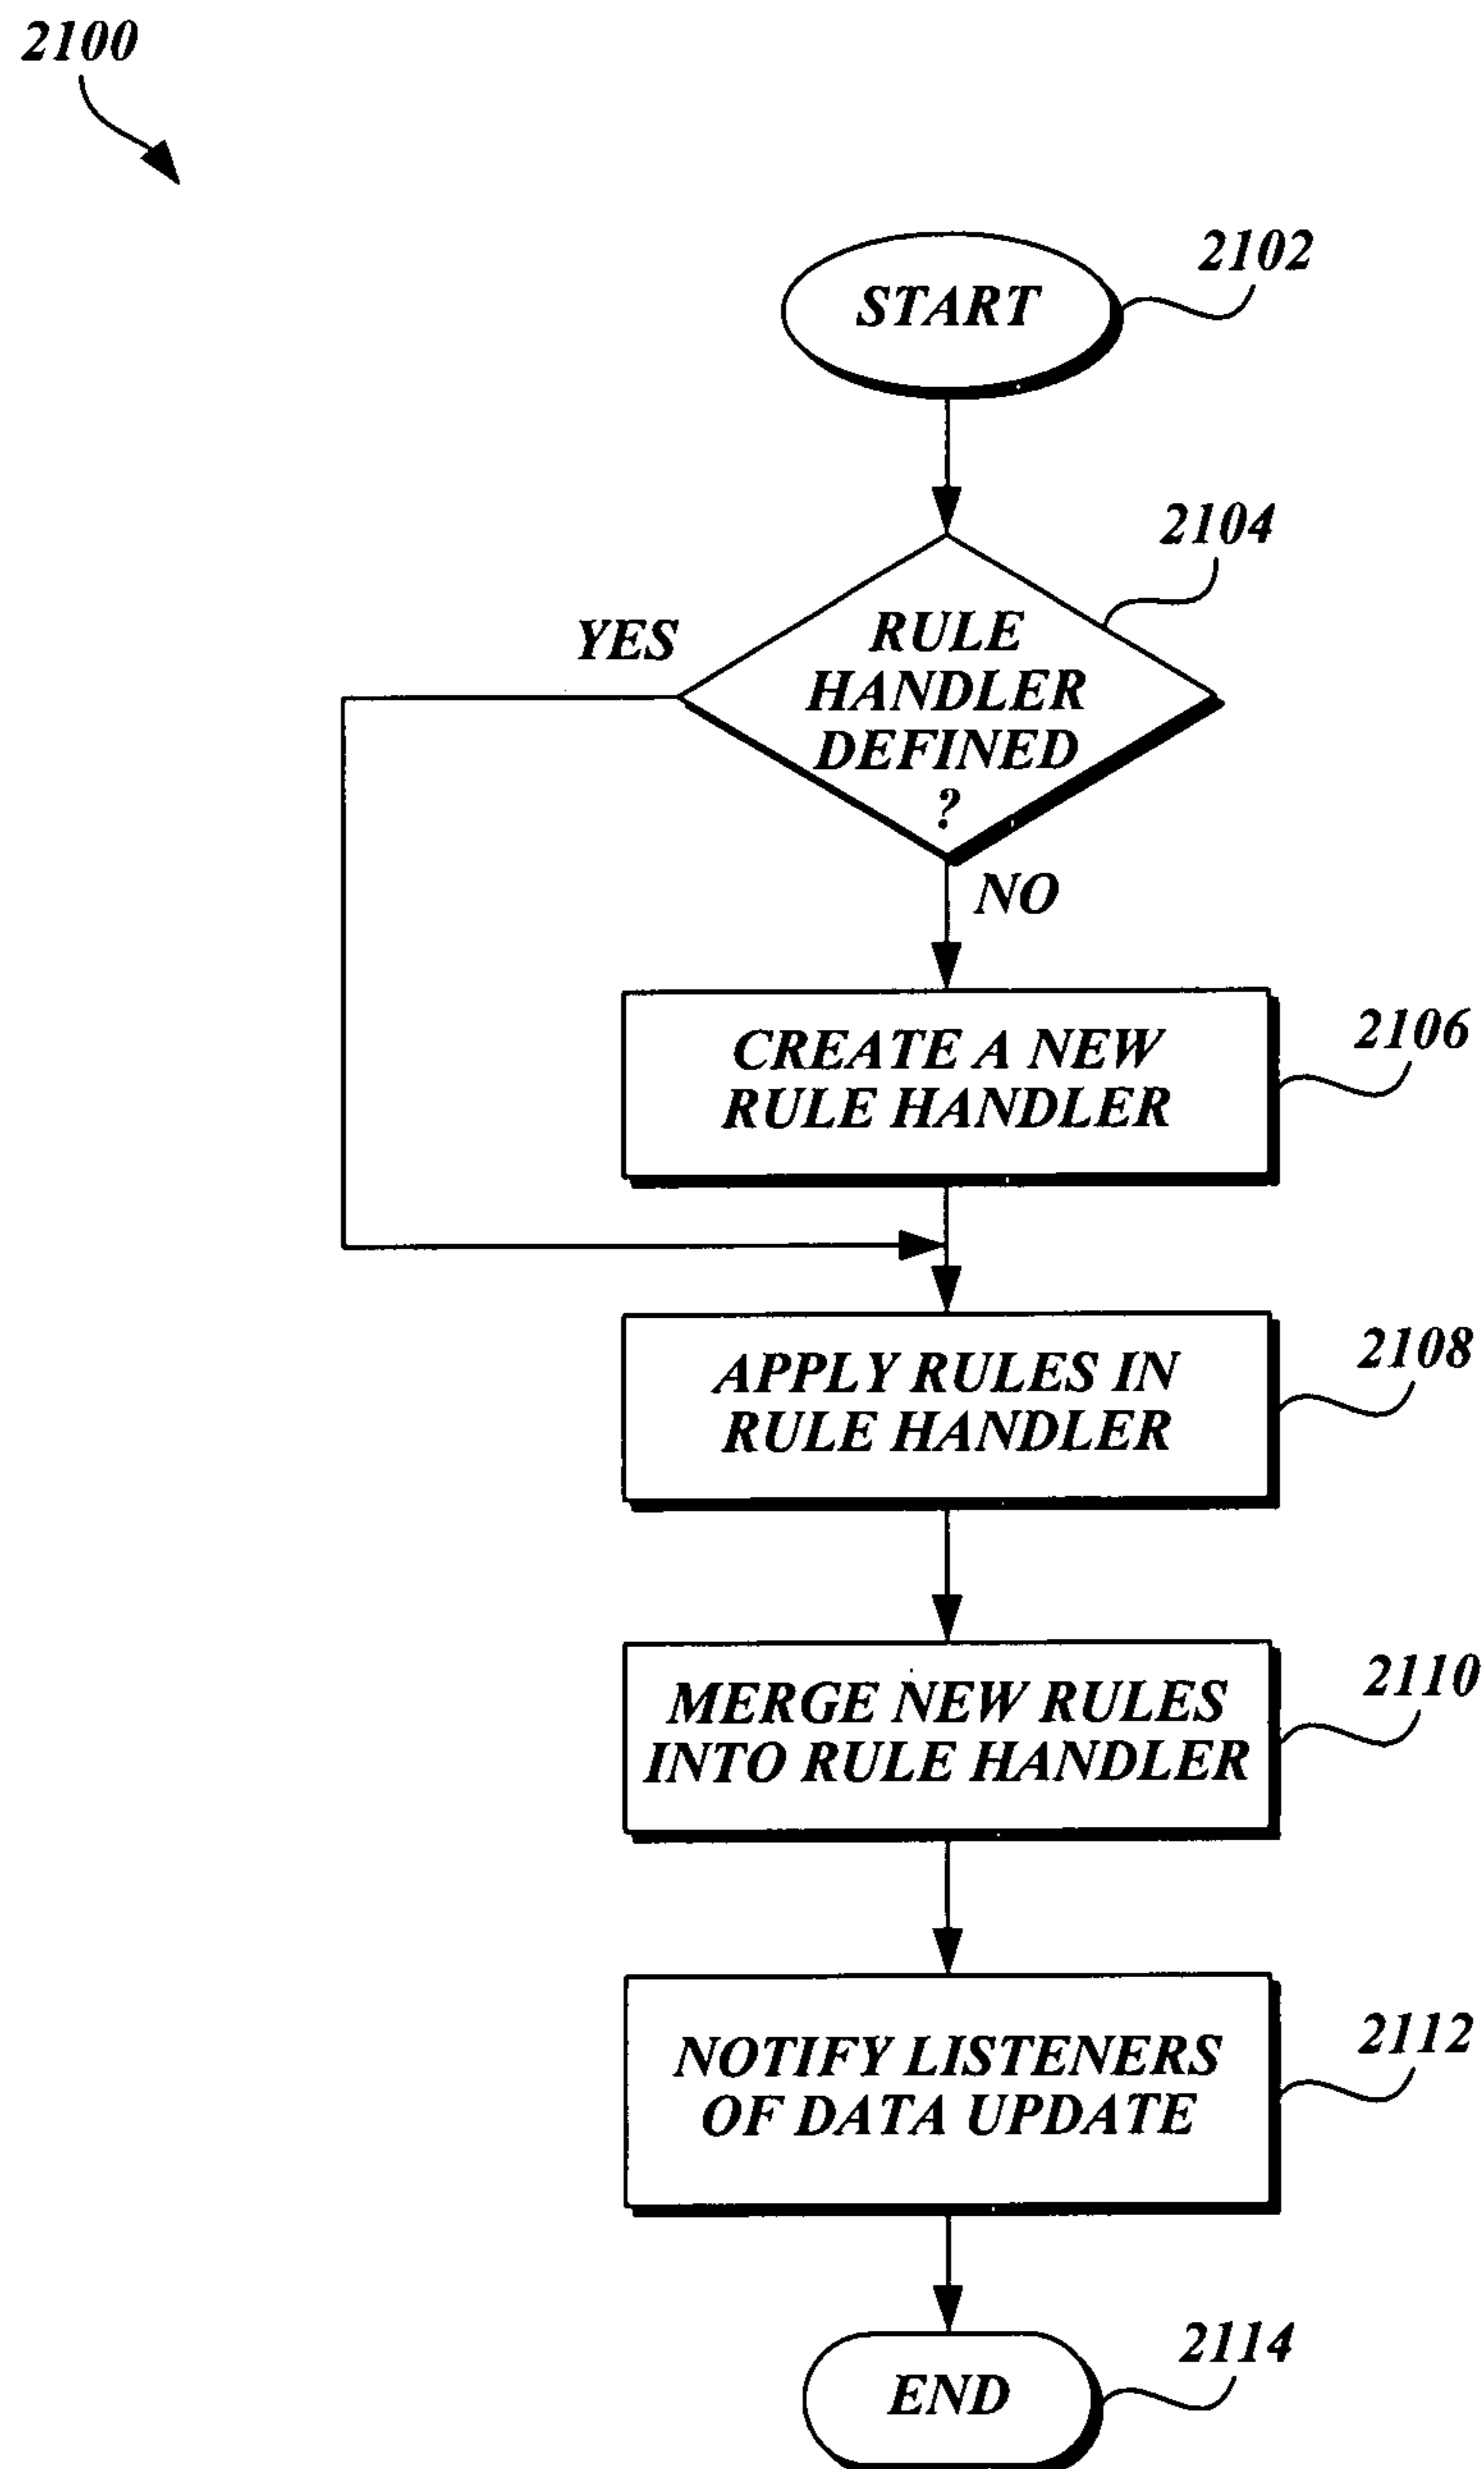 2100
2102
START
2104
YES
RULE
HANDLER
DEFINED
?
NO
2106
CREATE A NEW
RULE HANDLER
2108
APPLY RULES IN
RULE HANDLER
2110
MERGE NEW RULES
INTO RULE HANDLER
2112
NOTIFY LISTENERS
OF DATA UPDATE
2114
END